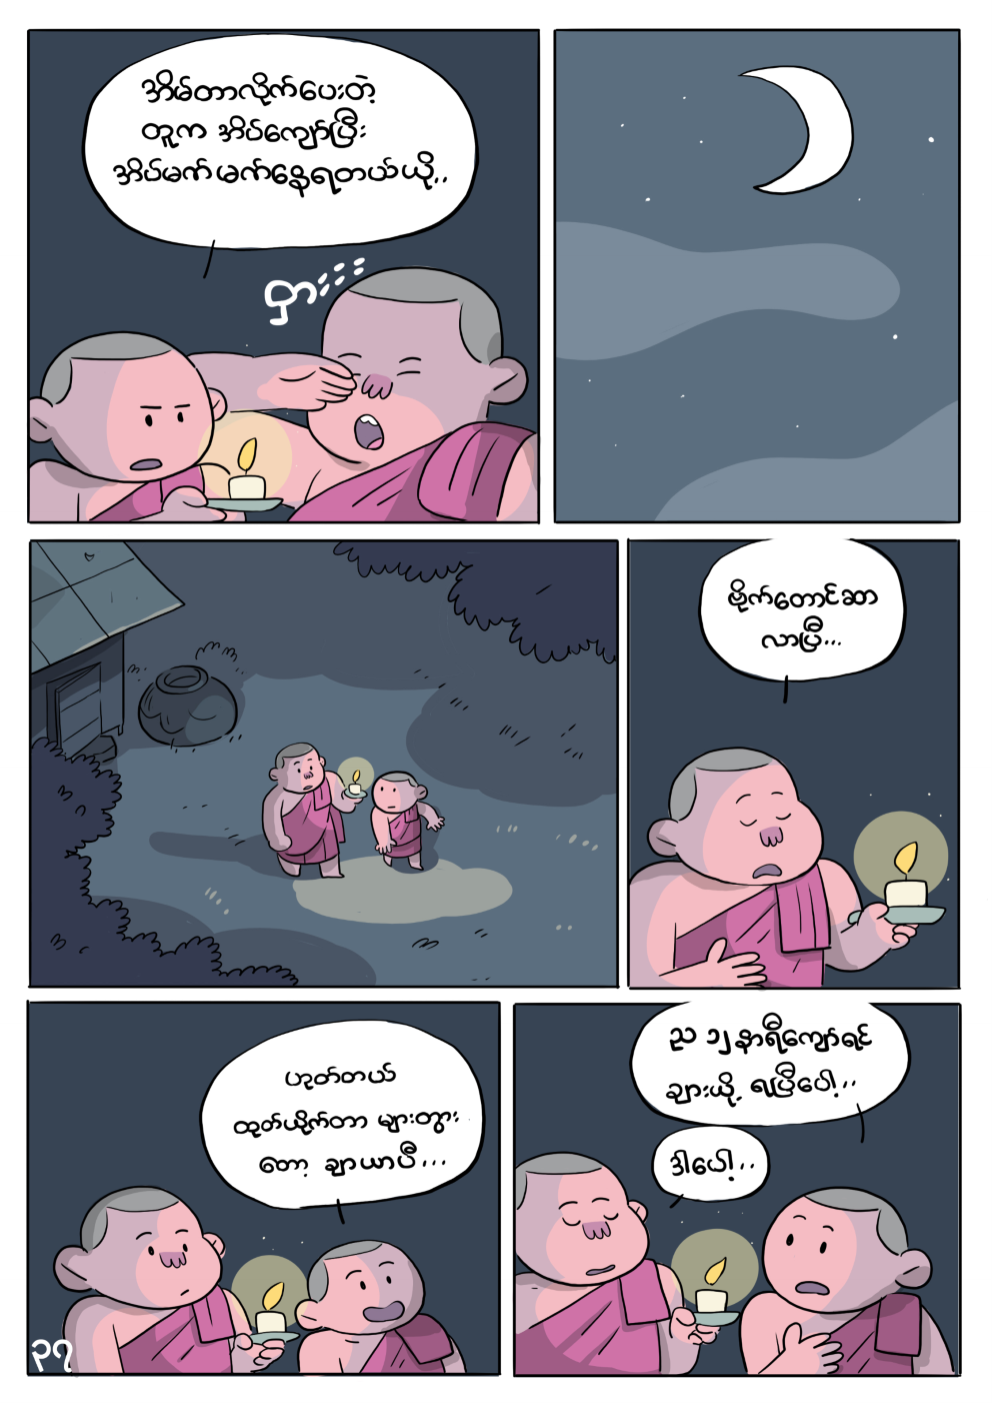 အိမ်တာလိုက်ပေးတဲ့
တူက အိပ်ကျော်ပြီး
အိပ်မက်မက်နေရတယ်ယို့..
ဝှား:::
ဗိုက်တောင်ဆာ
လာပြီ...
ဟုတ်တယ်
ထုတ်ယိုက်တာ များတွား
တော့ ချာယာပီ...
ည ၁၂နာရီကျော်ရင်
ချားယို့ ရပြီပေါ့..
ဒါပေါ့..
၃၇